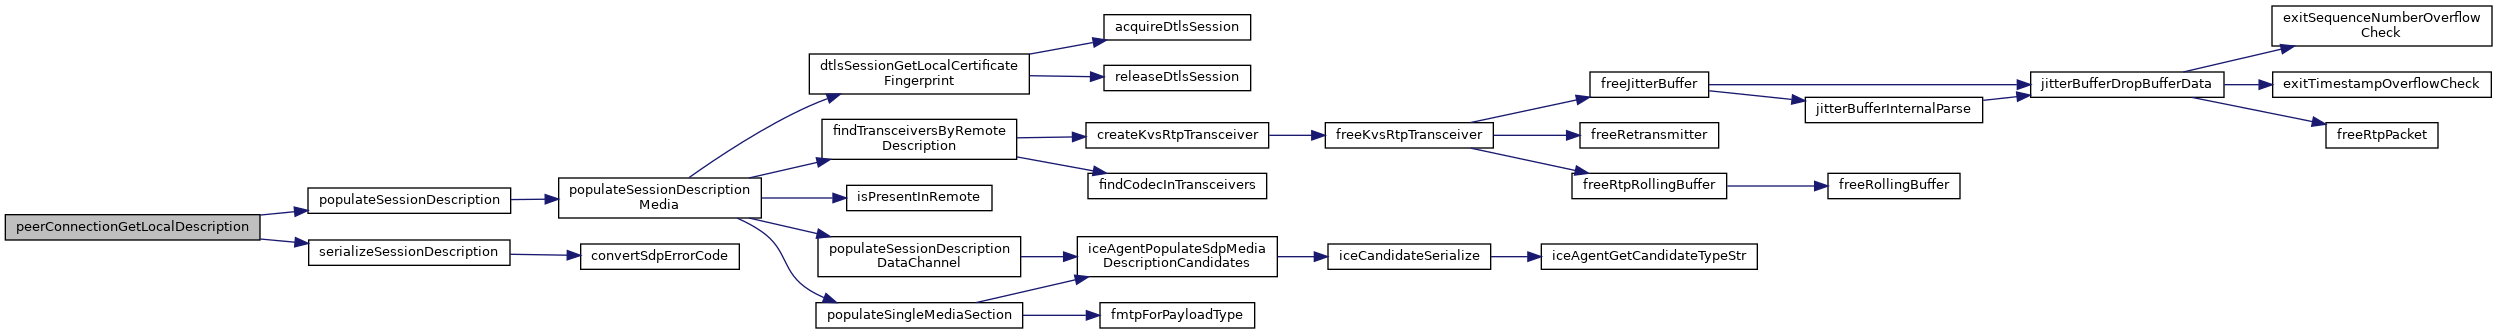 peerConnectionGetLocalDescription
populateSessionDescription
serializeSessionDescription
populateSessionDescription
Media
convertSdpErrorCode
dtlsSessionGetLocalCertificate
Fingerprint
findTransceiversByRemote
Description
isPresentInRemote
populateSessionDescription
DataChannel
populateSingleMediaSection
acquireDtlsSession
releaseDtlsSession
createKvsRtpTransceiver
findCodecInTransceivers
iceAgentPopulateSdpMedia
DescriptionCandidates
fmtpForPayloadType
freeKvsRtpTransceiver
iceCandidateSerialize
freeJitterBuffer
freeRetransmitter
freeRtpRollingBuffer
iceAgentGetCandidateTypeStr
jitterBufferInternalParse
freeRollingBuffer
jitterBufferDropBufferData
exitSequenceNumberOverflow
Check
exitTimestampOverflowCheck
freeRtpPacket